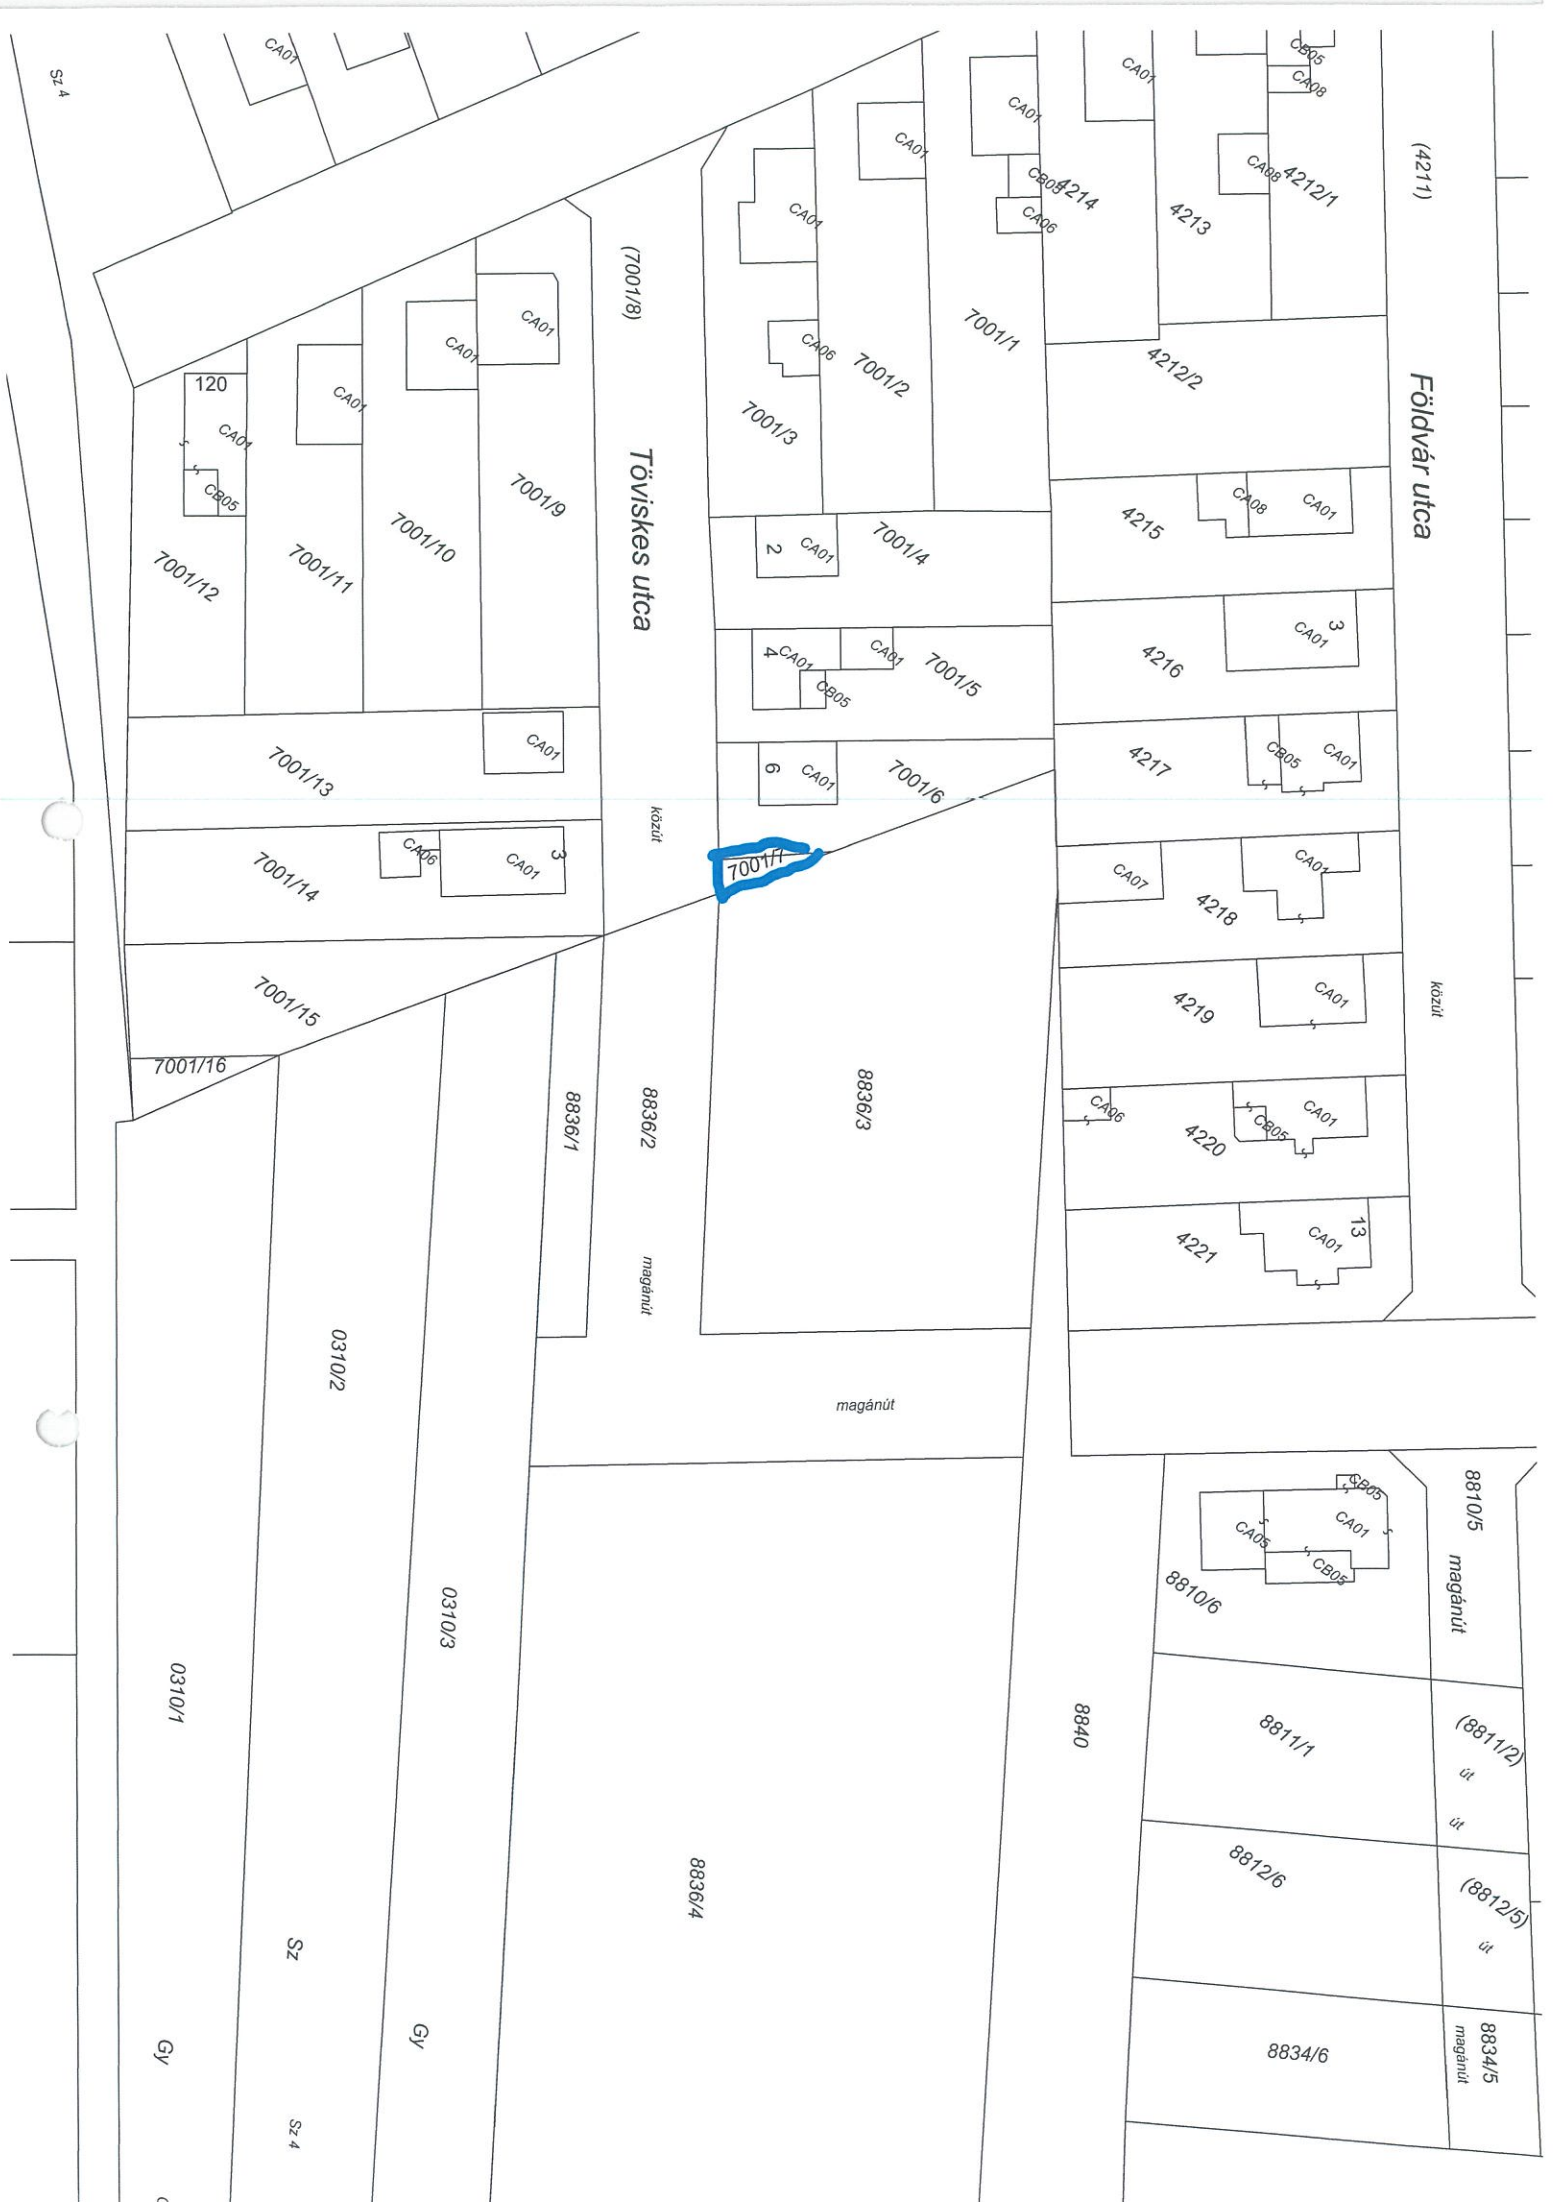 Sz 4
CA01
CA01
CB05
CA08
(4211)
CA01
CA01
CB05
4214
CA06
4213
CA08
4212/1
CA01
(7001/8)
CA01
CA01
CA01
CA06
7001/1
7001/2
4212/2
Földvár utca
120
CA01
CA01
CB05
7001/3
Töviskes utca
7001/9
7001/10
7001/11
7001/12
2
CA01
7001/4
4215
CA08
CA01
4
CA01
CA01
CB05
7001/5
4216
CA01
3
7001/13
CA01
6
CA01
7001/6
4217
CB05
CA01
közút
7001/14
CA06
CA01
3
7001/7
CA07
4218
CA01
7001/15
4219
CA01
közút
7001/16
8836/1
8836/2
8836/3
CA06
4220
CB05
CA01
magánút
4221
CA01
13
0310/2
magánút
8810/5
CB05
CA01
CA05
CB05
8810/6
magánút
0310/3
0310/1
8840
8811/1
(8811/2)
út
út
8836/4
8812/6
(8812/5)
út
Sz
Gy
Gy
8834/6
8834/5
magánút
Sz 4